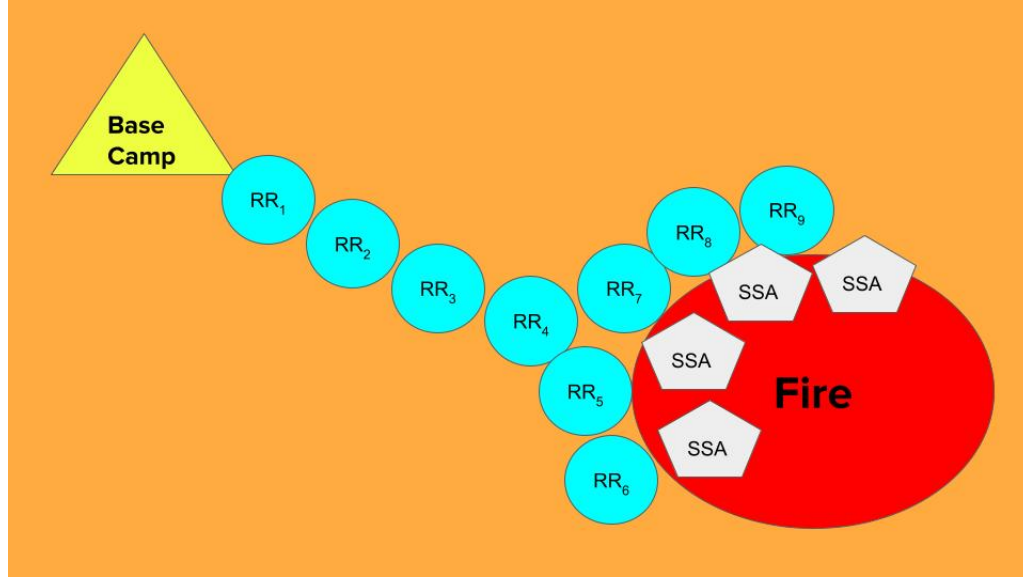 Base
Camp
RR₁
RR₂
RR₃
RR₄
RR₅
RR₆
RR₇
RR₈
RR₉
SSA
SSA
SSA
SSA
Fire